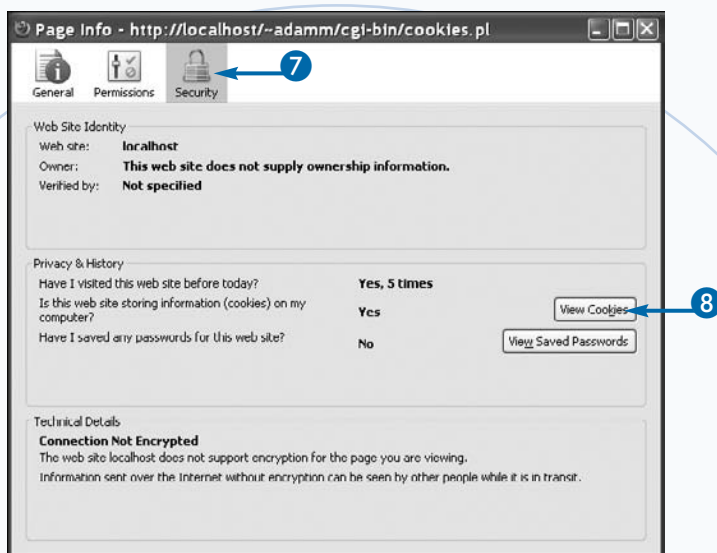 Page Info - http://localhost/~adamm/cgi-bin/cookies.pl
General Permissions Security 7
Web Site Identity
Web site: localhost
Owner: This web site does not supply ownership information.
Verified by: Not specified
Privacy & History
Have I visited this web site before today? Yes, 5 times
Is this web site storing information (cookies) on my
computer? Yes View Cookies 8
Have I saved any passwords for this web site? No View Saved Passwords
Technical Details
Connection Not Encrypted
The web site localhost does not support encryption for the page you are viewing.
Information sent over the Internet without encryption can be seen by other people while it is in transit.